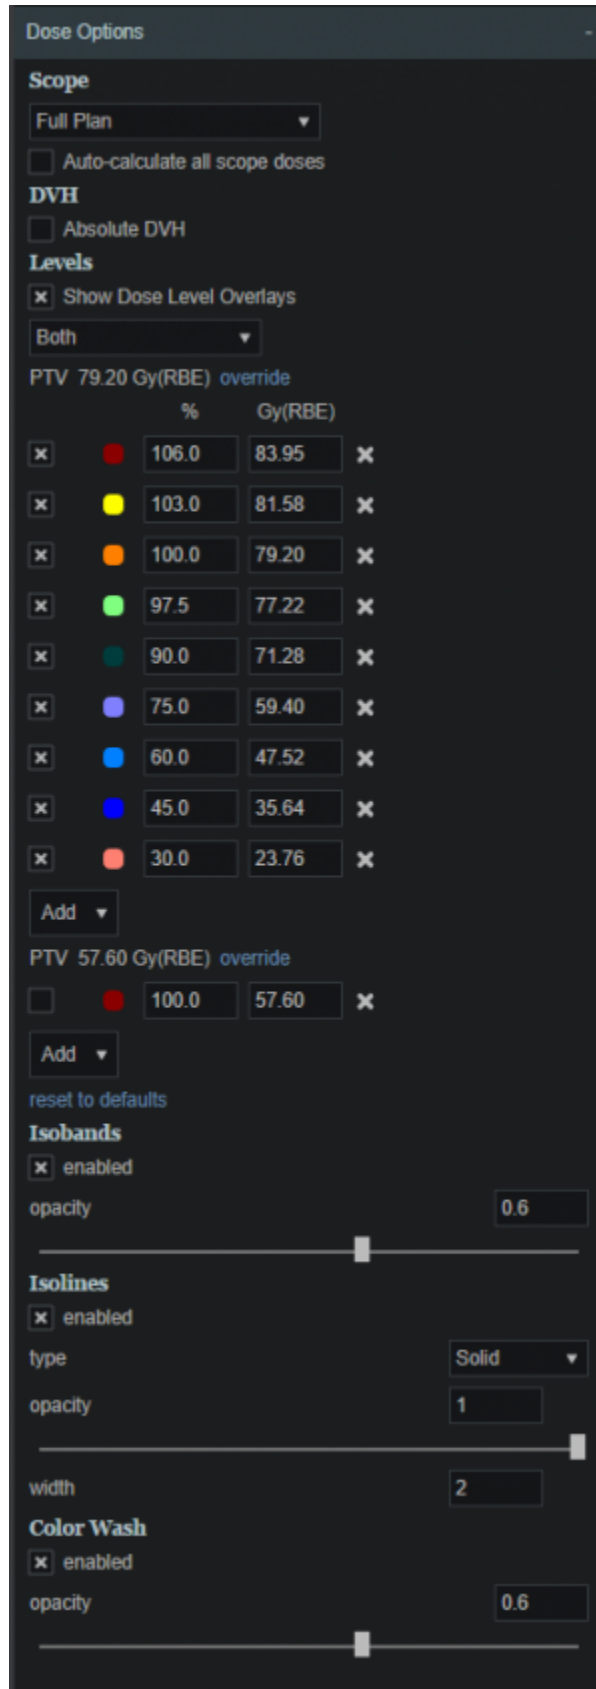 Dose Options -
Scope
Full Plan
Auto-calculate all scope doses
DVH
Absolute DVH
Levels
Show Dose Level Overlays
Both
PTV 79.20 Gy(RBE) override
% Gy(RBE)
106.0 83.95
103.0 81.58
100.0 79.20
97.5 77.22
90.0 71.28
75.0 59.40
60.0 47.52
45.0 35.64
30.0 23.76
Add
PTV 57.60 Gy(RBE) override
100.0 57.60
Add
reset to defaults
Isobands
enabled
opacity 0.6
Isolines
enabled
type Solid
opacity 1
width 2
Color Wash
enabled
opacity 0.6